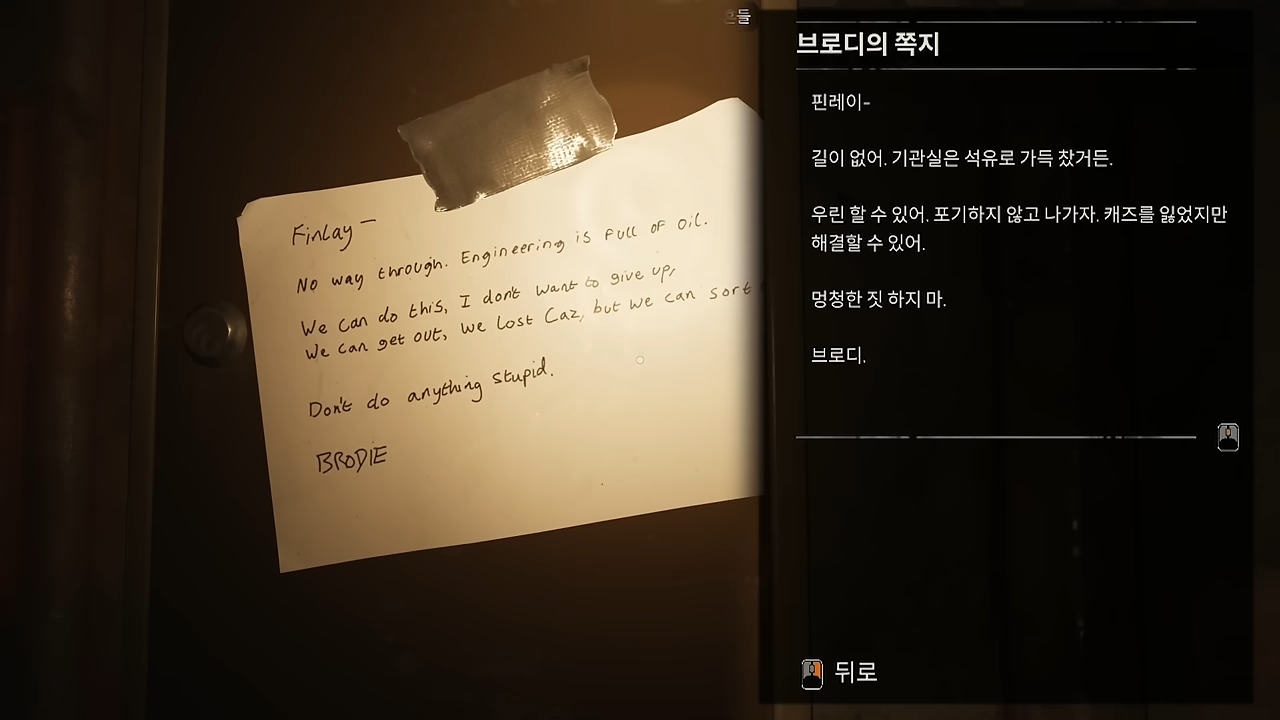 Finlay —
No way through. Engineering is full of oil.
We can do this, I don't want to give up,
We can get out, we lost Caz, but we can sort
Don't do anything stupid.
BRODIE
흔들
브로디의 쪽지
핀레이-
길이 없어. 기관실은 석유로 가득 찼거든.
우린 할 수 있어. 포기하지 않고 나가자. 캐즈를 잃었지만
해결할 수 있어.
멍청한 짓 하지 마.
브로디.
뒤로